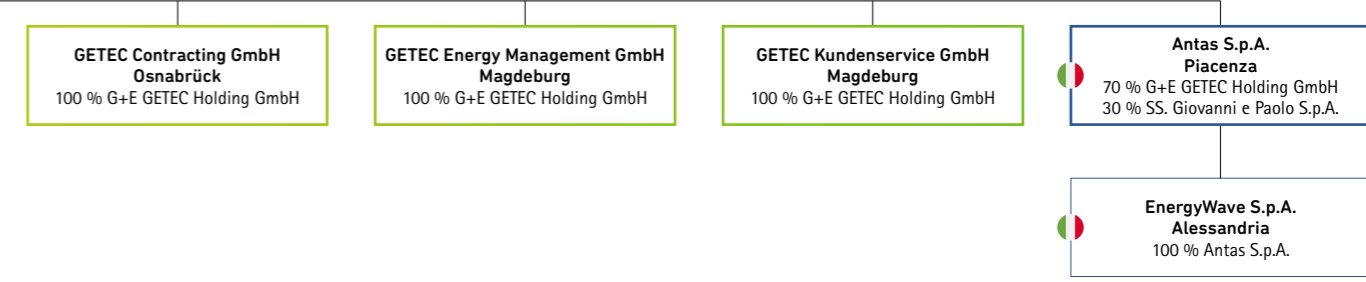 GETEC Contracting GmbH
Osnabrück
100 % G+E GETEC Holding GmbH
GETEC Energy Management GmbH
Magdeburg
100 % G+E GETEC Holding GmbH
GETEC Kundenservice GmbH
Magdeburg
100 % G+E GETEC Holding GmbH
Antas S.p.A.
Piacenza
70 % G+E GETEC Holding GmbH
30 % SS. Giovanni e Paolo S.p.A.
EnergyWave S.p.A.
Alessandria
100 % Antas S.p.A.